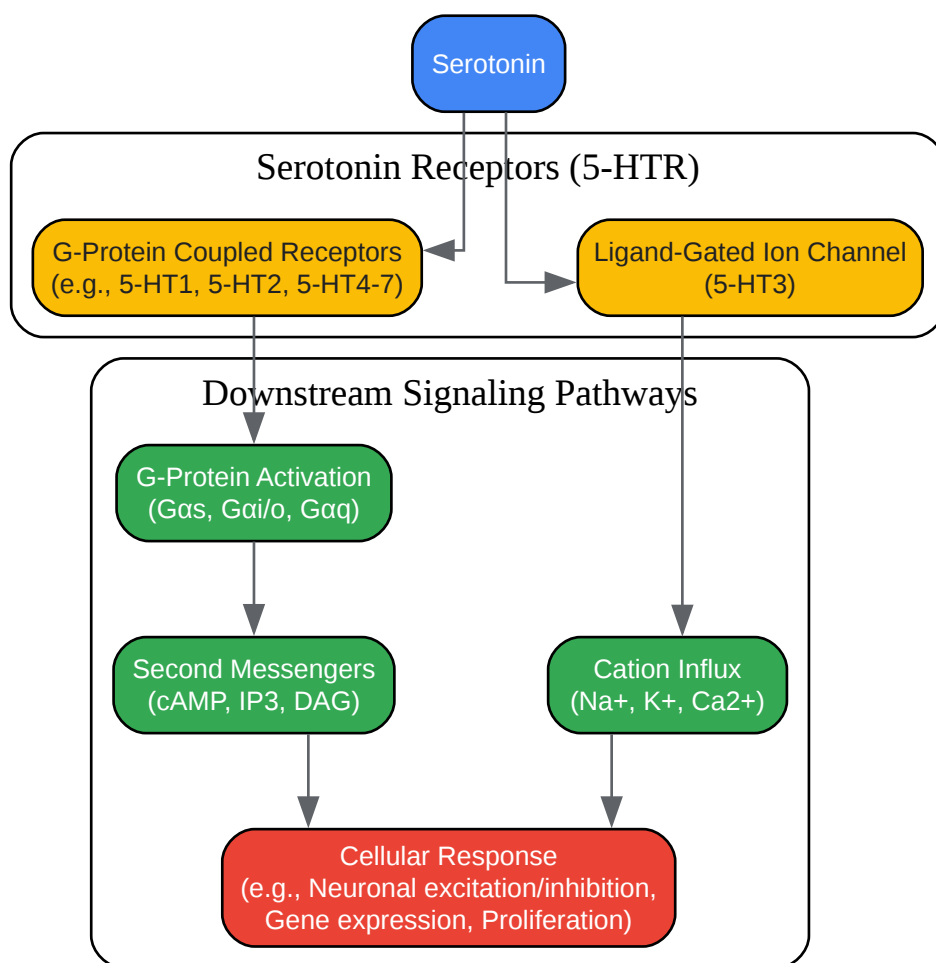 Serotonin
Serotonin Receptors (5-HTR)
G-Protein Coupled Receptors
(e.g., 5-HT1, 5-HT2, 5-HT4-7)
Ligand-Gated Ion Channel
(5-HT3)
Downstream Signaling Pathways
G-Protein Activation
(Gαs, Gαi/o, Gαq)
Second Messengers
(cAMP, IP3, DAG)
Cation Influx
(Na+, K+, Ca2+)
Cellular Response
(e.g., Neuronal excitation/inhibition,
Gene expression, Proliferation)